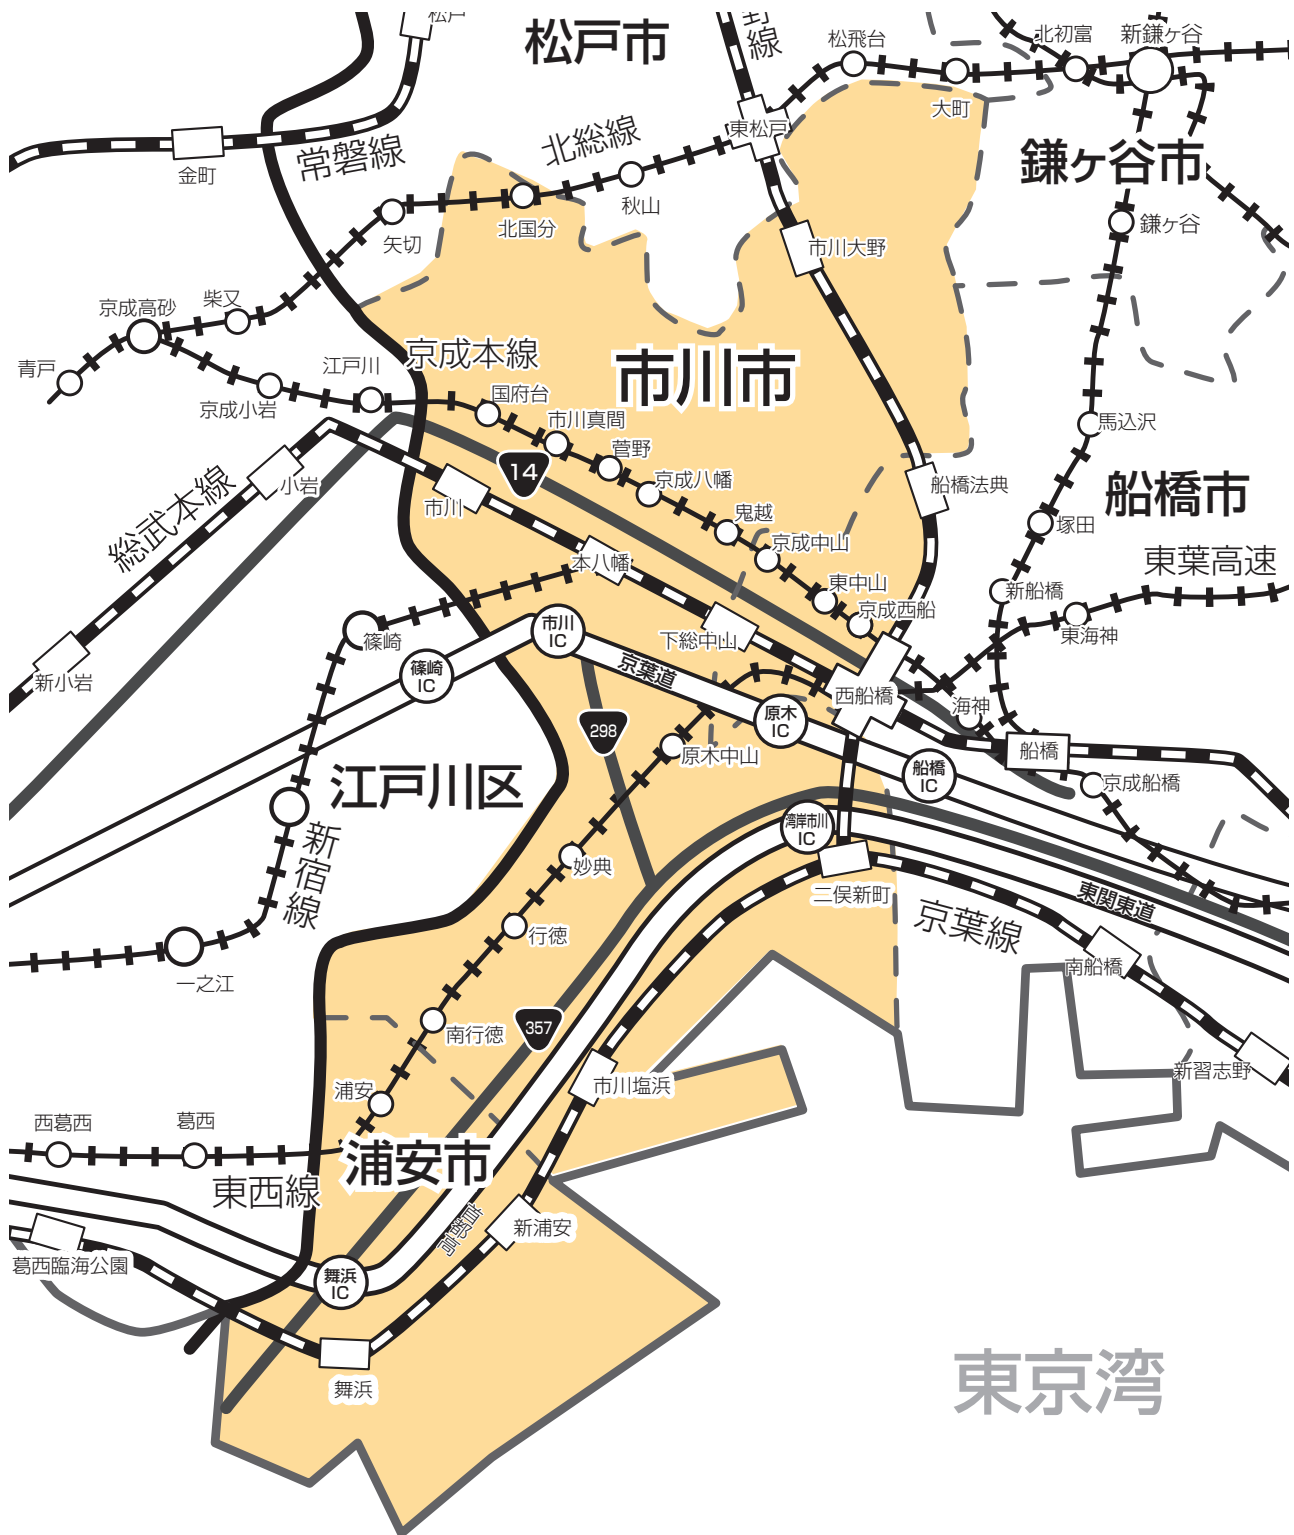 松戸
松戸市
野線
松飛台
北初富
新鎌ヶ谷
大町
東松戸
常磐線
北総線
金町
秋山
鎌ヶ谷市
北国分
矢切
鎌ヶ谷
市川大野
柴又
京成高砂
江戸川
京成本線
市川市
青戸
京成小岩
国府台
市川真間
菅野
馬込沢
14
京成八幡
小岩
市川
船橋法典
船橋市
総武本線
鬼越
塚田
京成中山
本八幡
東葉高速
東中山
新船橋
京成西船
東海神
篠崎
市川
IC
下総中山
京葉道
新小岩
篠崎
IC
西船橋
海神
原木
IC
298
原木中山
船橋
江戸川区
船橋
IC
京成船橋
新宿線
湾岸市川
IC
妙典
二俣新町
東関東道
京葉線
行徳
一之江
南船橋
357
南行徳
新習志野
浦安
市川塩浜
西葛西
葛西
浦安市
東西線
新浦安
葛西臨海公園
舞浜
IC
舞浜
東京湾